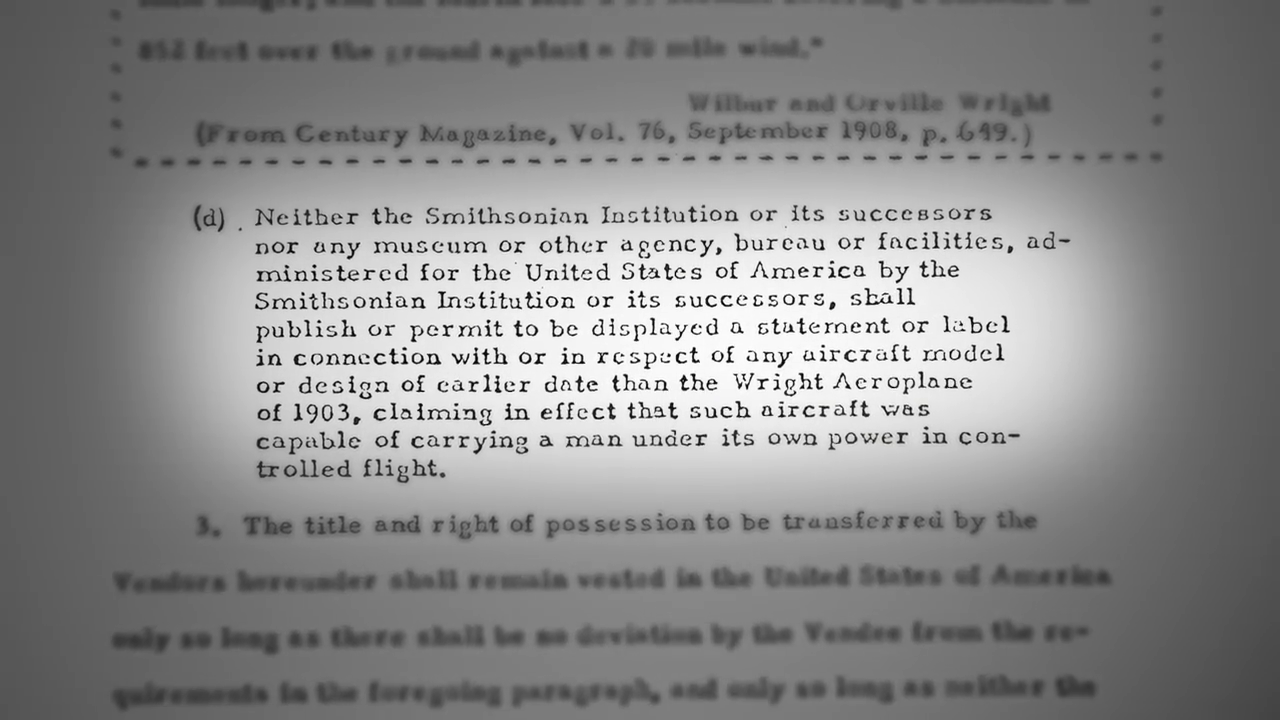 852 feet over the ground against a 20 mile wind."
Wilbur and Orville Wright
(From Century Magazine, Vol. 76, September 1908, p. 649.)
(d) . Neither the Smithsonian Institution or its successors
nor any museum or other agency, bureau or facilities, ad-
ministered for the United States of America by the
Smithsonian Institution or its successors, shall
publish or permit to be displayed a statement or label
in connection with or in respect of any aircraft model
or design of earlier date than the Wright Aeroplane
of 1903, claiming in effect that such aircraft was
capable of carrying a man under its own power in con-
trolled flight.
3. The title and right of possession to be transferred by the
Vendors hereunder shall remain vested in the United States of America
only so long as there shall be no deviation by the Vendee from the re-
quirements in the foregoing paragraph, and only so long as neither the